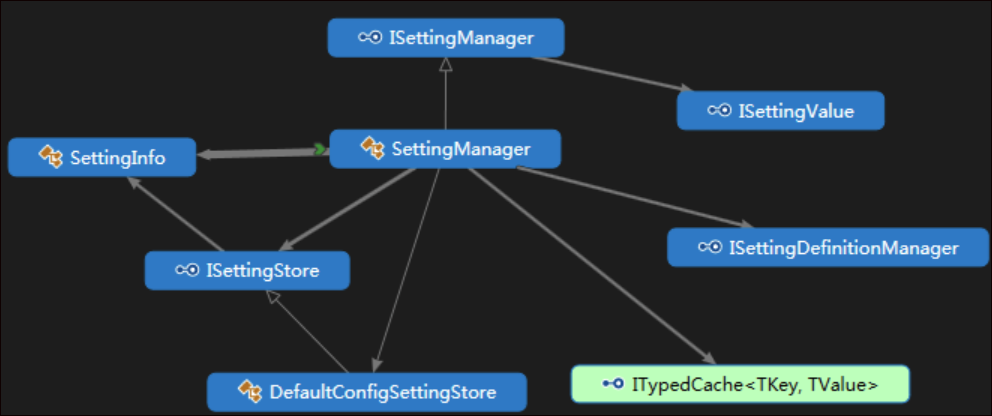 ISettingManager
ISettingValue
SettingManager
SettingInfo
ISettingDefinitionManager
ISettingStore
DefaultConfigSettingStore
ITypedCache<TKey, TValue>